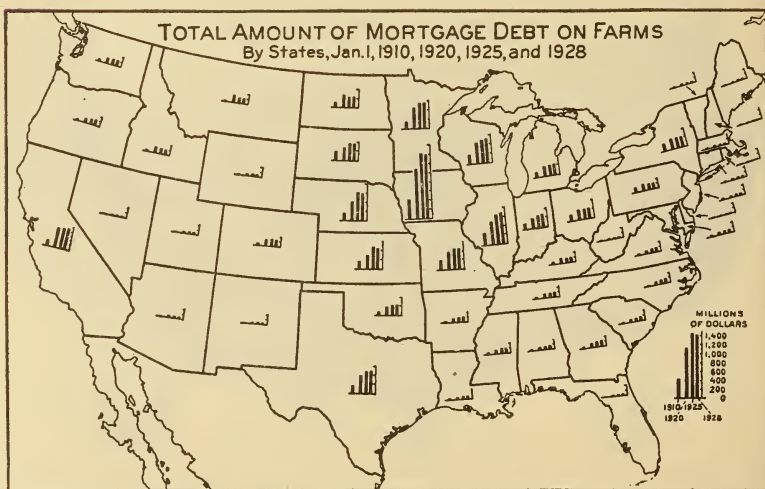 TOTAL AMOUNT OF MORTGAGE DEBT ON FARMS
By States, Jan. 1, 1910, 1920, 1925, and 1928
MILLIONS
OF DOLLARS
1,400
1,200
1,000
800
600
400
200
0
1910 1925
1920 1928